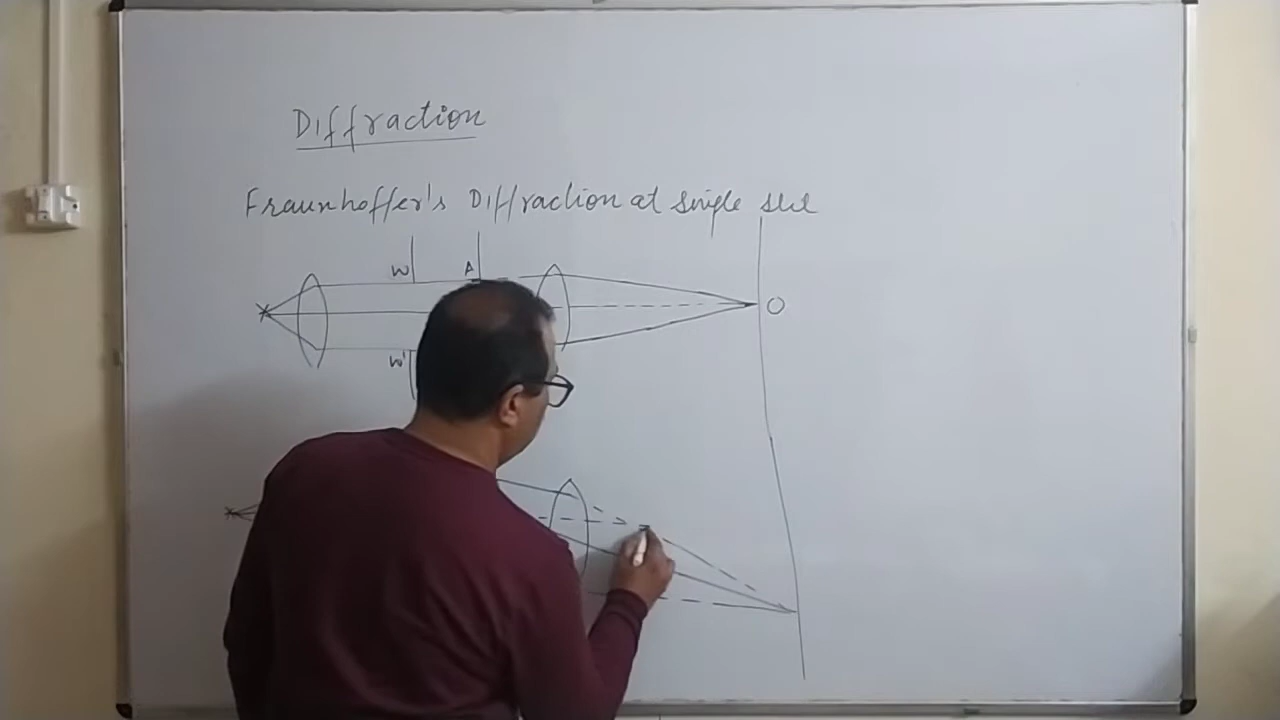 Diffraction
Fraunhoffer's Diffraction at single slit
W A
O
W'